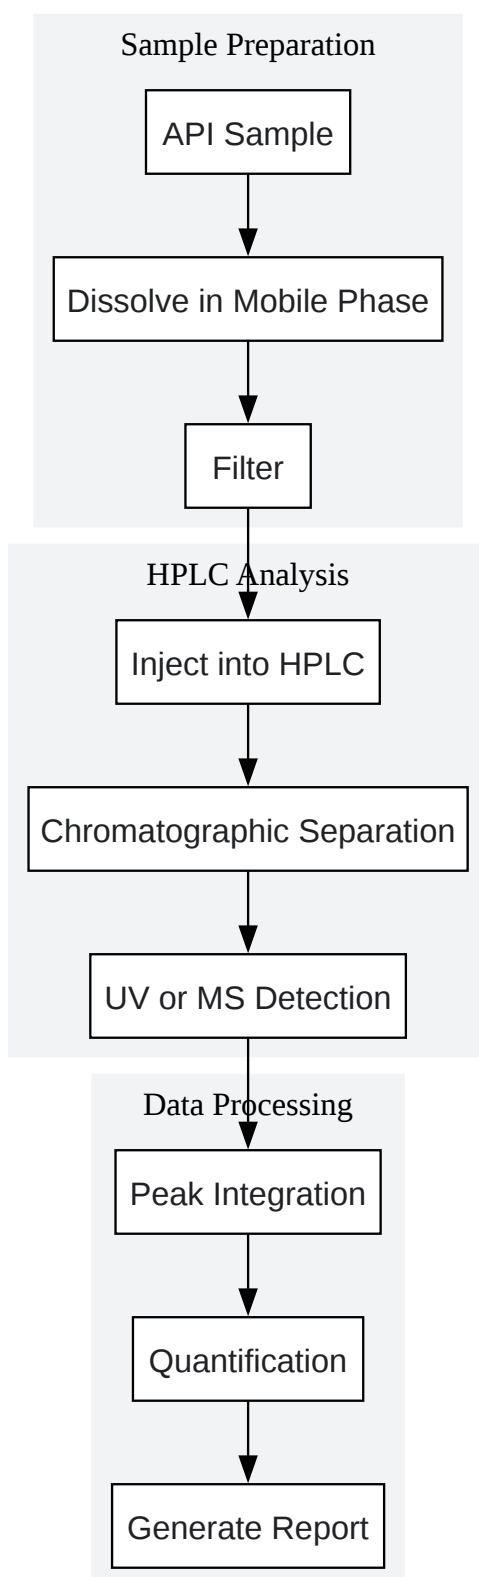 Sample Preparation
API Sample
Dissolve in Mobile Phase
Filter
HPLC Analysis
Inject into HPLC
Chromatographic Separation
UV or MS Detection
Data Processing
Peak Integration
Quantification
Generate Report